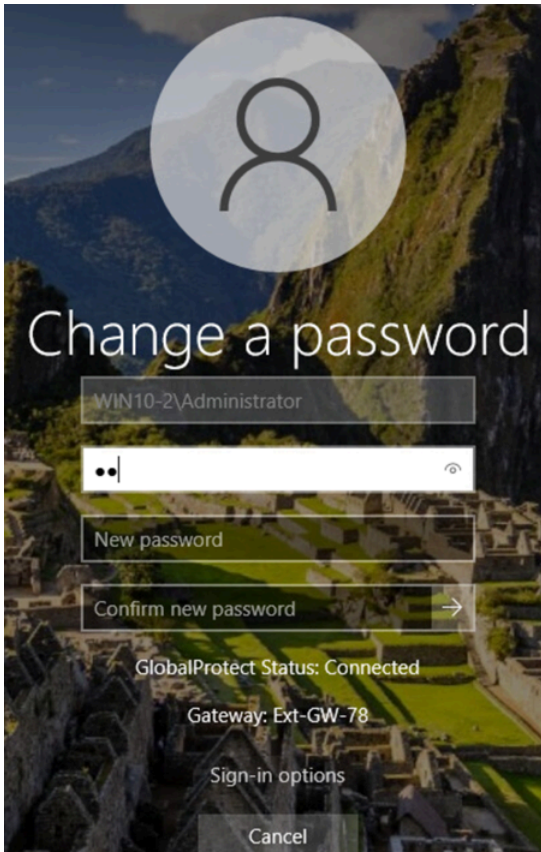 Change a password
WIN10-2\Administrator
New password
Confirm new password
GlobalProtect Status: Connected
Gateway: Ext-GW-78
Sign-in options
Cancel